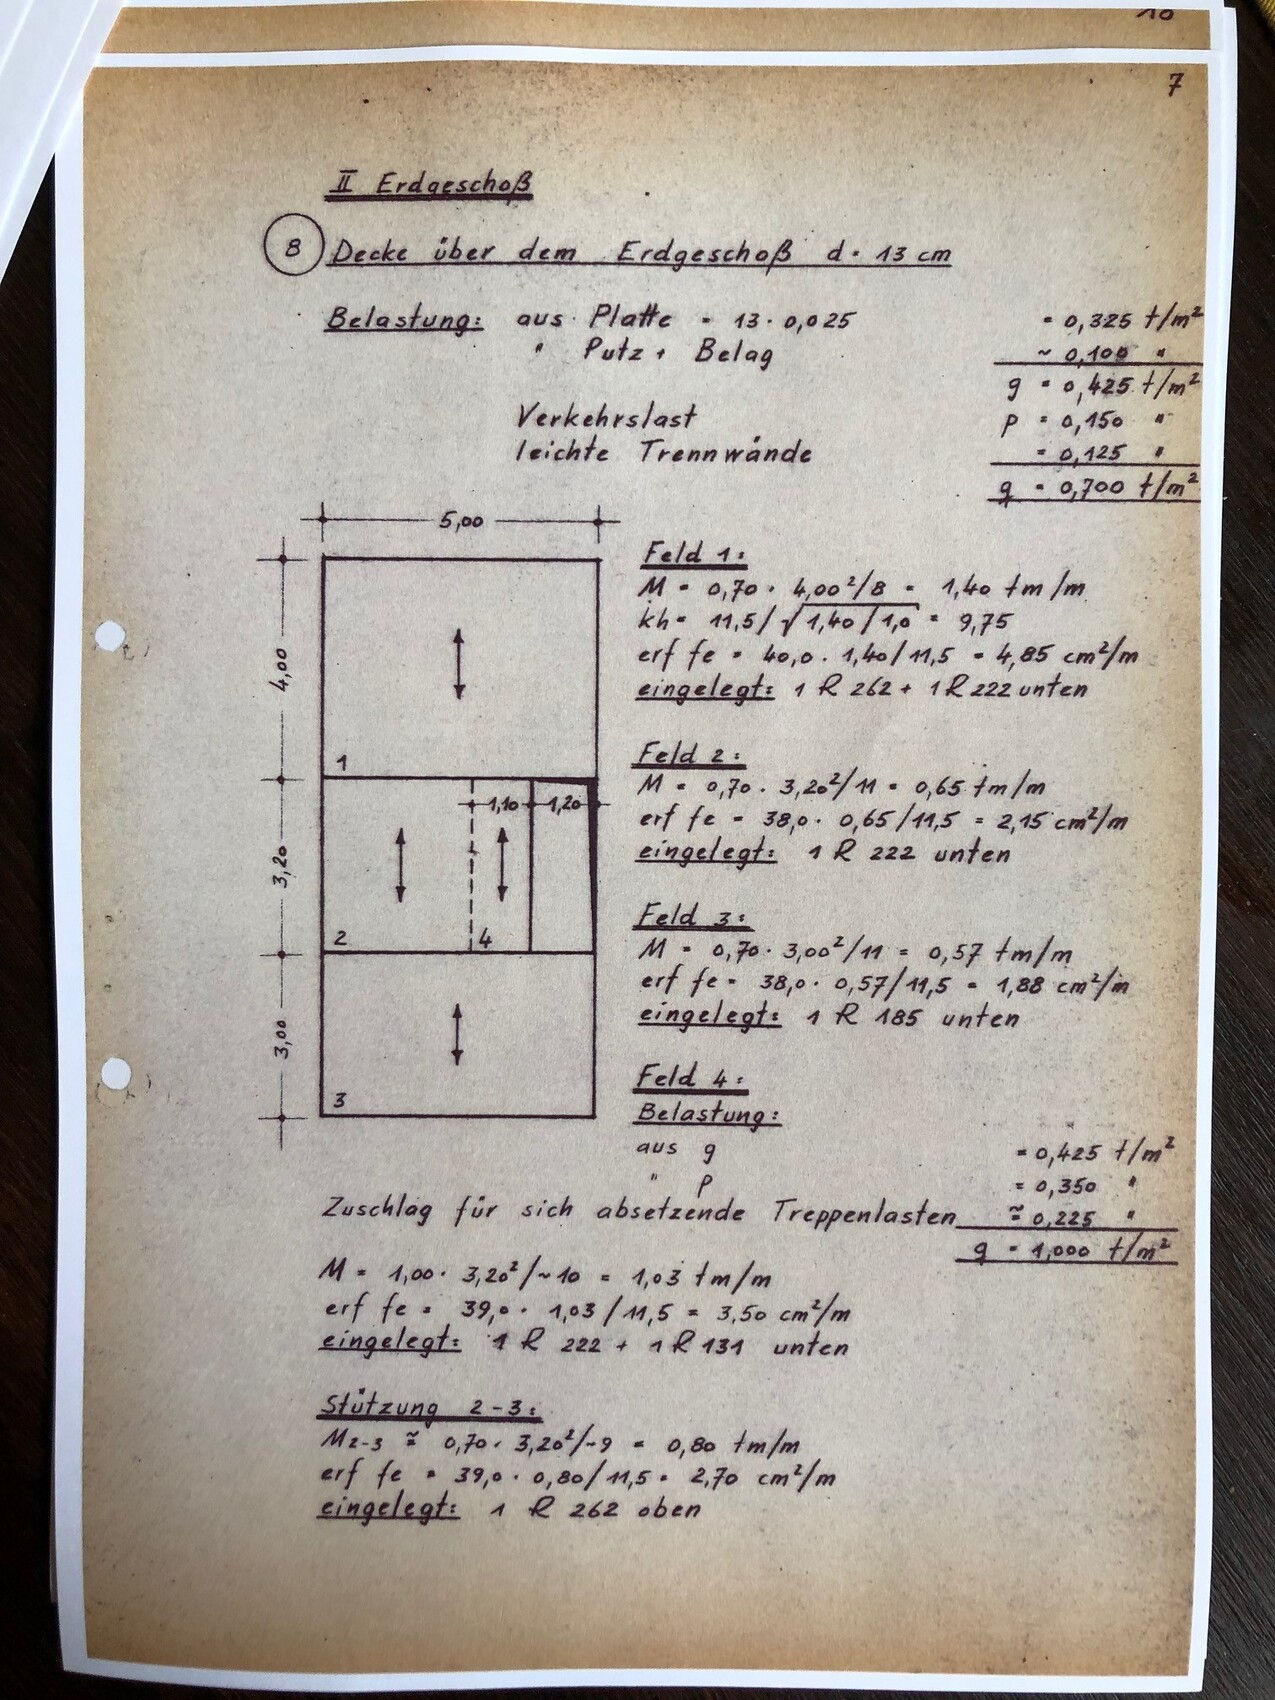 7
II Erdgeschoß
8 Decke über dem Erdgeschoß d = 13 cm
Belastung: aus Platte = 13 · 0,025 = 0,325 t/m²
" Putz + Belag ~ 0,100 "
g = 0,425 t/m²
Verkehrslast p = 0,150 "
leichte Trennwände = 0,125 "
q = 0,700 t/m²
5,00
4,00
1
3,20
1,10
1,20
2
4
3,00
3
Feld 1:
M = 0,70 · 4,00²/8 = 1,40 tm/m
kh = 11,5/√1,40/1,0 = 9,75
erf fe = 40,0 · 1,40/11,5 = 4,85 cm²/m
eingelegt: 1 R 262 + 1 R 222 unten
Feld 2:
M = 0,70 · 3,20²/11 = 0,65 tm/m
erf fe = 38,0 · 0,65/11,5 = 2,15 cm²/m
eingelegt: 1 R 222 unten
Feld 3:
M = 0,70 · 3,00²/11 = 0,57 tm/m
erf fe = 38,0 · 0,57/11,5 = 1,88 cm²/m
eingelegt: 1 R 185 unten
Feld 4:
Belastung:
aus g = 0,425 t/m²
" p = 0,350 "
Zuschlag für sich absetzende Treppenlasten ≈ 0,225 "
q = 1,000 t/m²
M = 1,00 · 3,20²/~10 = 1,03 tm/m
erf fe = 39,0 · 1,03/11,5 = 3,50 cm²/m
eingelegt: 1 R 222 + 1 R 131 unten
Stützung 2-3:
M2-3 ≈ 0,70 · 3,20²/~9 = 0,80 tm/m
erf fe = 39,0 · 0,80/11,5 = 2,70 cm²/m
eingelegt: 1 R 262 oben